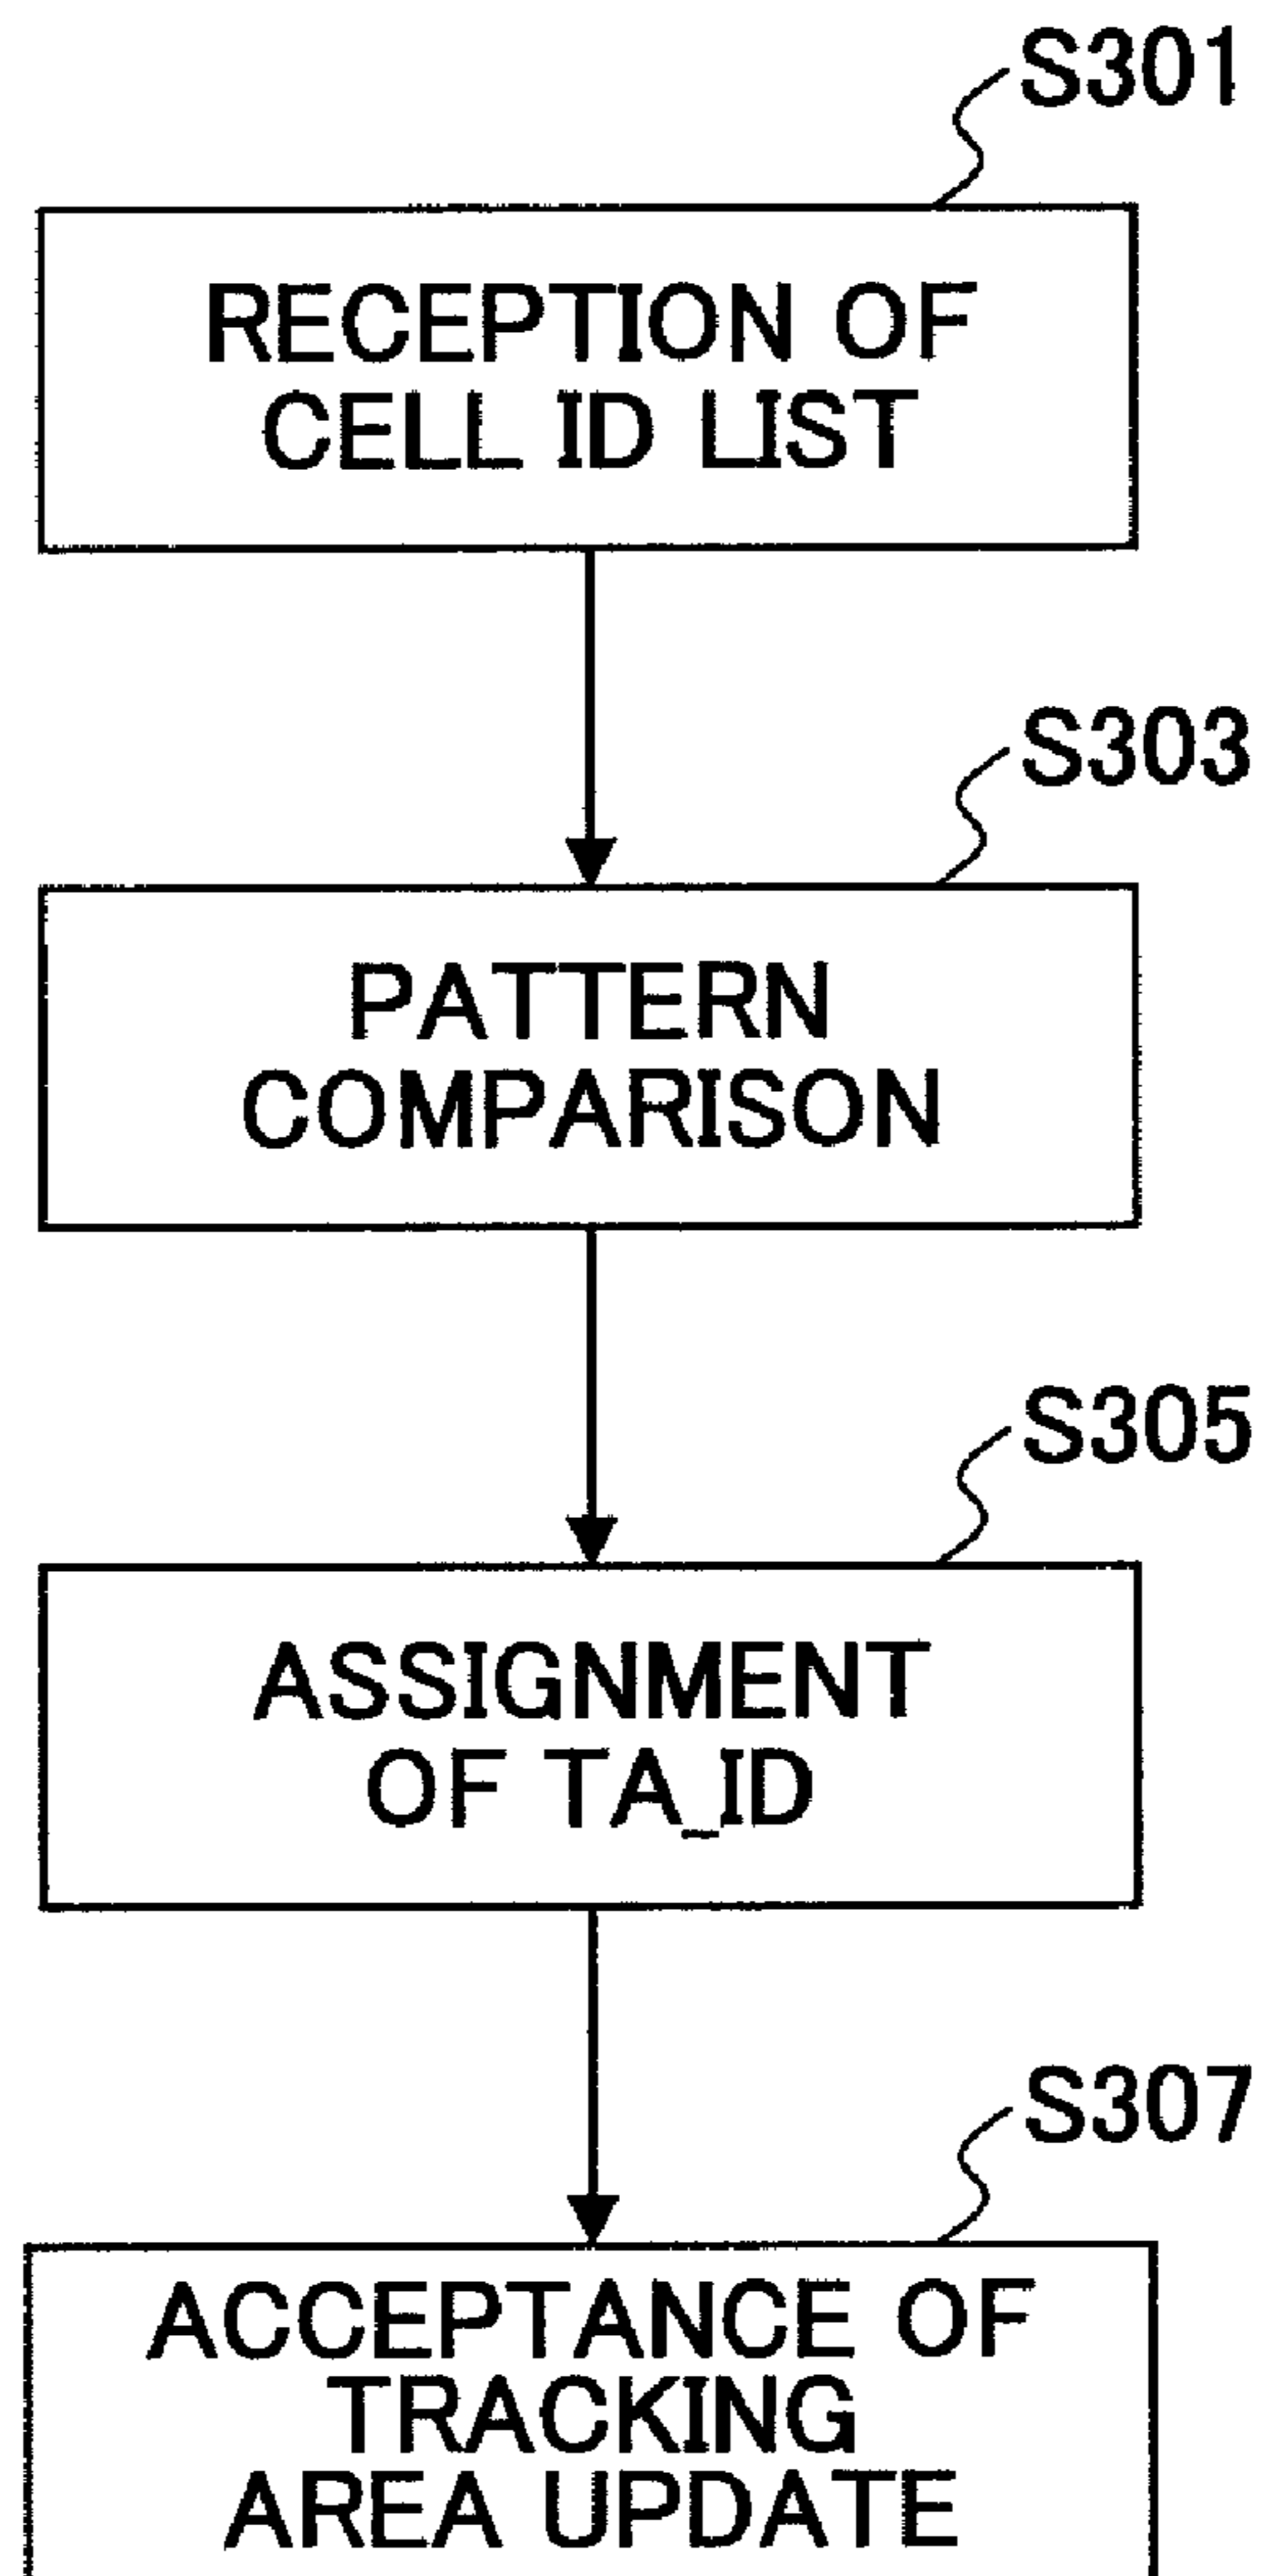 S301
RECEPTION OF
CELL ID LIST
S303
PATTERN
COMPARISON
S305
ASSIGNMENT
OF TA_ID
S307
ACCEPTANCE OF
TRACKING
AREA UPDATE